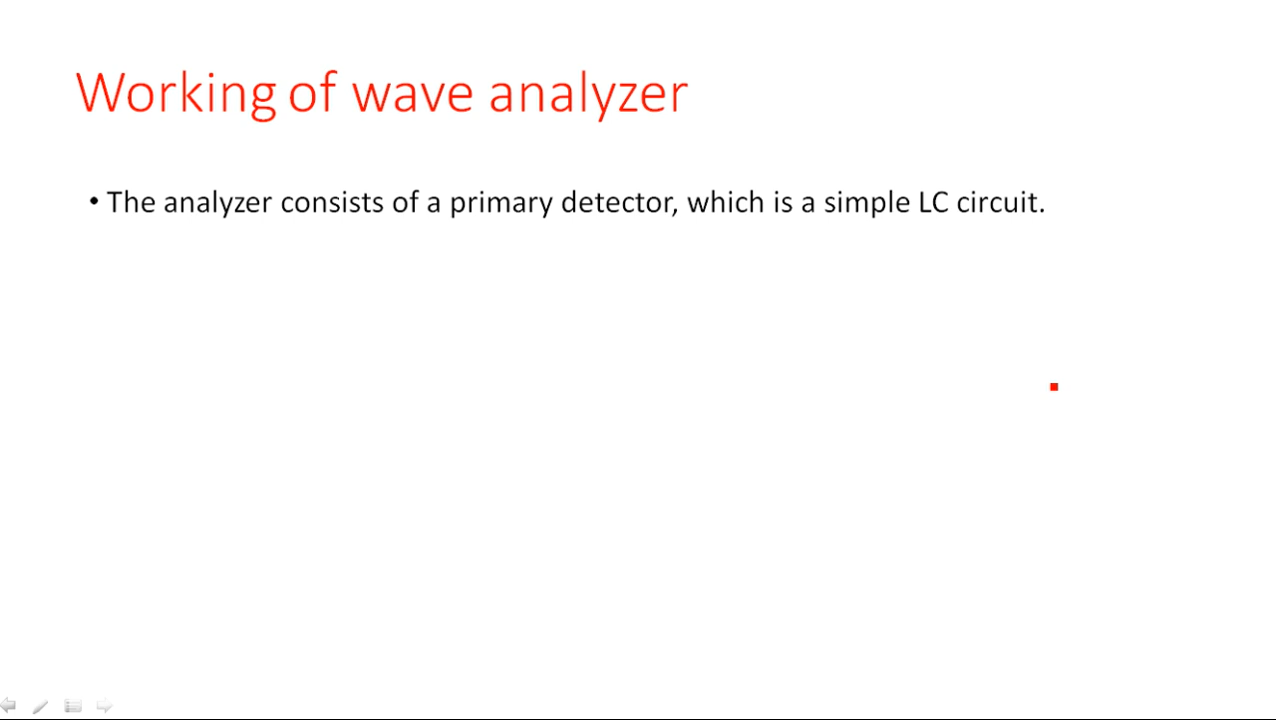 Working of wave analyzer
• The analyzer consists of a primary detector, which is a simple LC circuit.